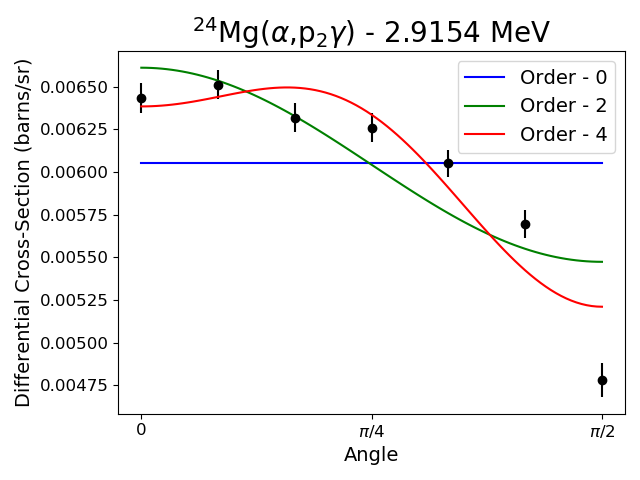 ²⁴Mg(α,p₂γ) - 2.9154 MeV
Order - 0
Order - 2
Order - 4
Differential Cross-Section (barns/sr)
0.00650
0.00625
0.00600
0.00575
0.00550
0.00525
0.00500
0.00475
0
π/4
π/2
Angle